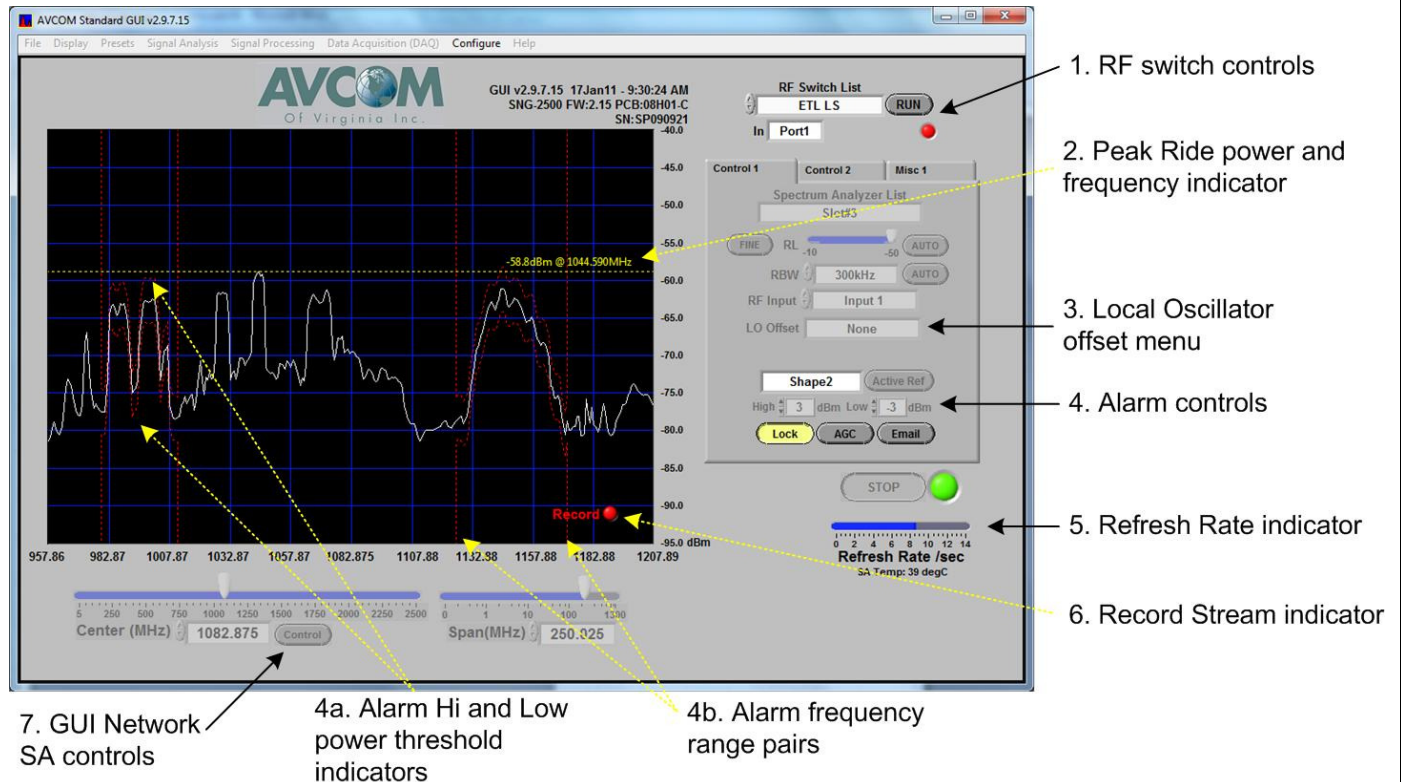 AVCOM Standard GUI v2.9.7.15
File Display Presets Signal Analysis Signal Processing Data Acquisition (DAQ) Configure Help
AVCOM
Of Virginia Inc.
GUI v2.9.7.15 17Jan11 - 9:30:24 AM
SNG-2500 FW:2.15 PCB:08H01-C
SN:SP090921
-40.0
-45.0
-50.0
-55.0
-60.0
-65.0
-70.0
-75.0
-80.0
-85.0
-90.0
-95.0 dBm
-58.8dBm @ 1044.590MHz
Record
957.86 982.87 1007.87 1032.87 1057.87 1082.875 1107.88 1132.88 1157.88 1182.88 1207.89
5 250 500 750 1000 1250 1500 1750 2000 2250 2500
Center (MHz) 1082.875 Control
0 1 10 100 1300
Span(MHz) 250.025
RF Switch List
ETL LS RUN
In Port1
Control 1 Control 2 Misc 1
Spectrum Analyzer List
Slot#3
FINE RL -10 -50 AUTO
RBW 300kHz AUTO
RF Input Input 1
LO Offset None
Shape2 Active Ref
High 3 dBm Low -3 dBm
Lock AGC Email
STOP
0 2 4 6 8 10 12 14
Refresh Rate /sec
SA Temp: 39 degC
1. RF switch controls
2. Peak Ride power and
frequency indicator
3. Local Oscillator
offset menu
4. Alarm controls
5. Refresh Rate indicator
6. Record Stream indicator
7. GUI Network
SA controls
4a. Alarm Hi and Low
power threshold
indicators
4b. Alarm frequency
range pairs